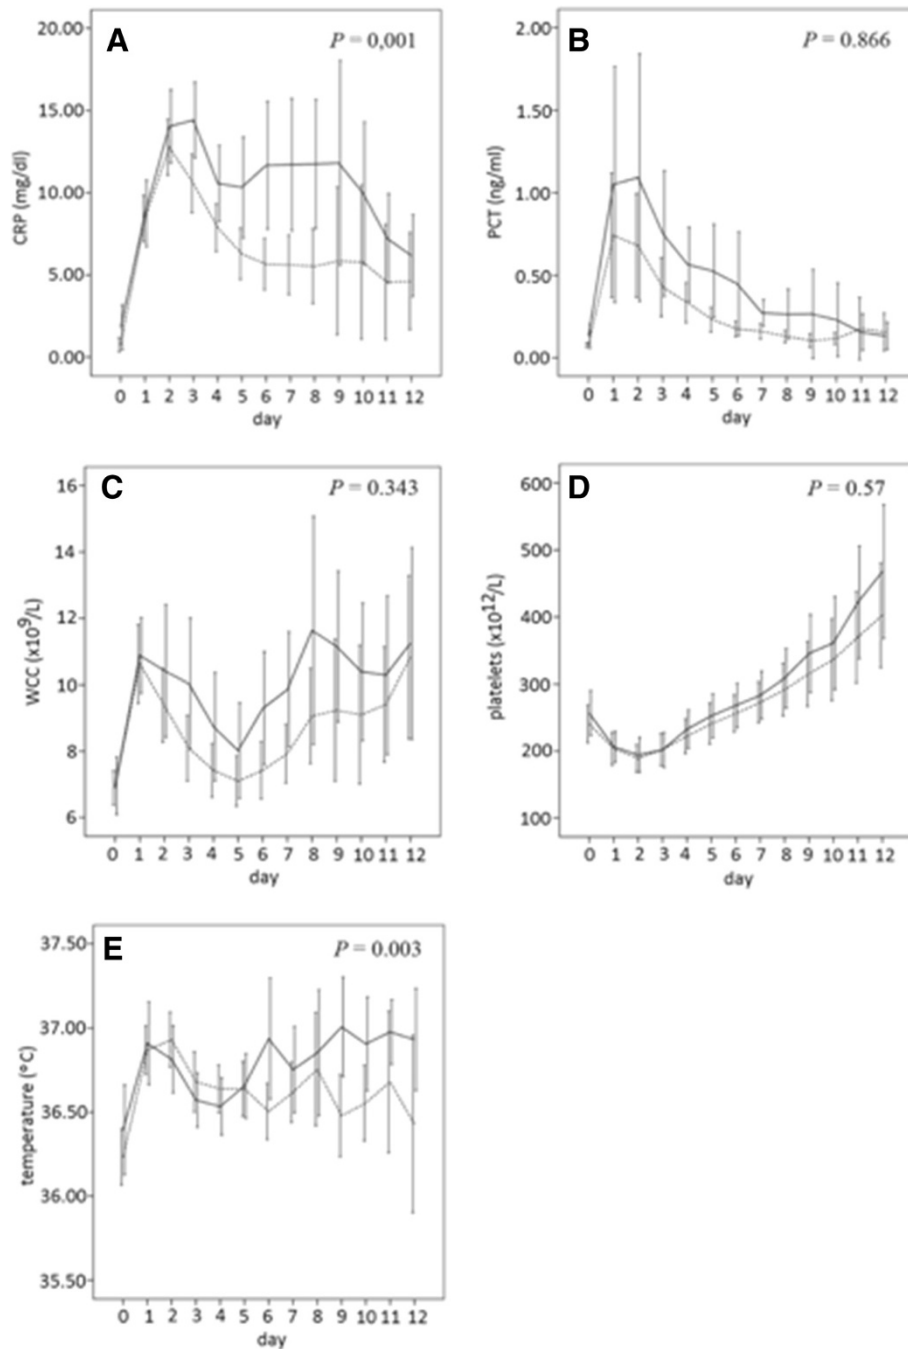 A
P = 0,001
CRP (mg/dl)
20.00
15.00
10.00
5.00
0.00
0 1 2 3 4 5 6 7 8 9 10 11 12
day
B
P = 0.866
PCT (ng/ml)
2.00
1.50
1.00
0.50
0.00
0 1 2 3 4 5 6 7 8 9 10 11 12
day
C
P = 0.343
WCC (x10⁹/L)
16
14
12
10
8
6
0 1 2 3 4 5 6 7 8 9 10 11 12
day
D
P = 0.57
platelets (x10¹²/L)
600
500
400
300
200
100
0 1 2 3 4 5 6 7 8 9 10 11 12
day
E
P = 0.003
temperature (°C)
37.50
37.00
36.50
36.00
35.50
0 1 2 3 4 5 6 7 8 9 10 11 12
day